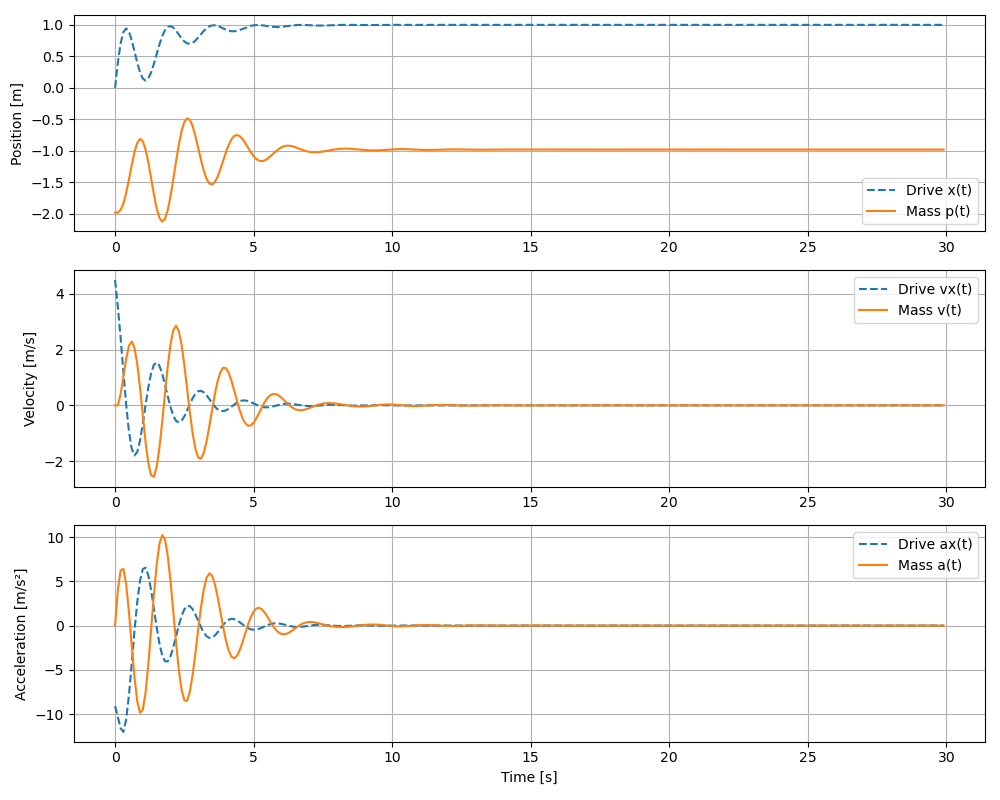 Position [m]
1.0
0.5
0.0
−0.5
−1.0
−1.5
−2.0
Drive x(t)
Mass p(t)
0 5 10 15 20 25 30
Velocity [m/s]
4
2
0
−2
Drive vx(t)
Mass v(t)
0 5 10 15 20 25 30
Acceleration [m/s²]
10
5
0
−5
−10
Drive ax(t)
Mass a(t)
0 5 10 15 20 25 30
Time [s]